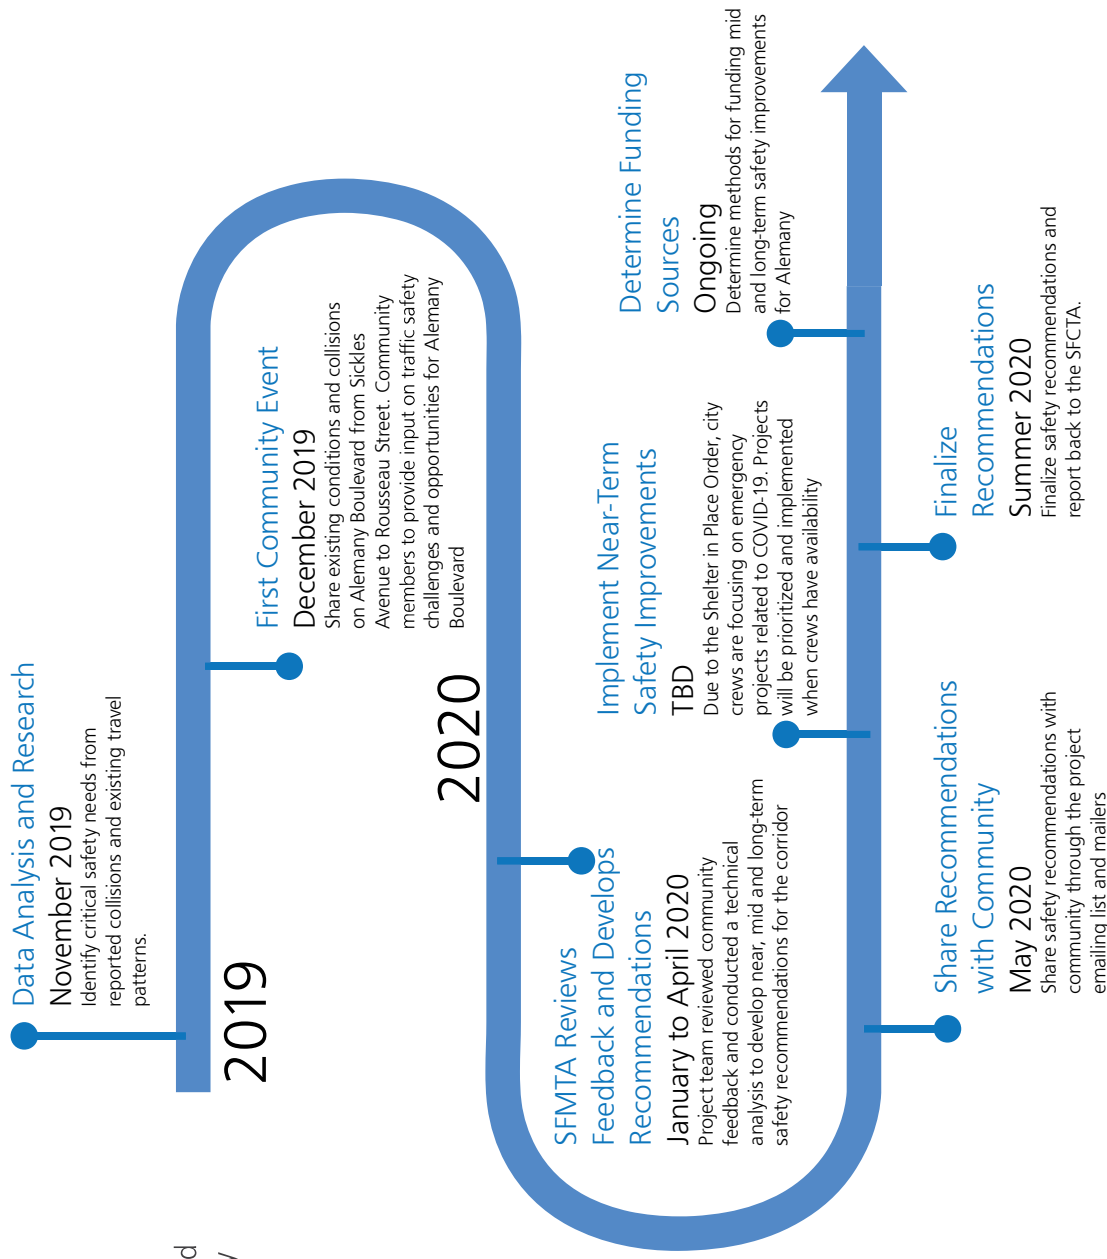 Data Analysis and Research
November 2019
Identify critical safety needs from
reported collisions and existing travel
patterns.
2019
First Community Event
December 2019
Share existing conditions and collisions
on Alemany Boulevard from Sickles
Avenue to Rousseau Street. Community
members to provide input on traffic safety
challenges and opportunities for Alemany
Boulevard
2020
SFMTA Reviews
Feedback and Develops
Recommendations
January to April 2020
Project team reviewed community
feedback and conducted a technical
analysis to develop near, mid and long-term
safety recommendations for the corridor
Share Recommendations
with Community
May 2020
Share safety recommendations with
community through the project
emailing list and mailers
Implement Near-Term
Safety Improvements
TBD
Due to the Shelter in Place Order, city
crews are focusing on emergency
projects related to COVID-19. Projects
will be prioritized and implemented
when crews have availability
Finalize
Recommendations
Summer 2020
Finalize safety recommendations and
report back to the SFCTA.
Determine Funding
Sources
Ongoing
Determine methods for funding mid
and long-term safety improvements
for Alemany